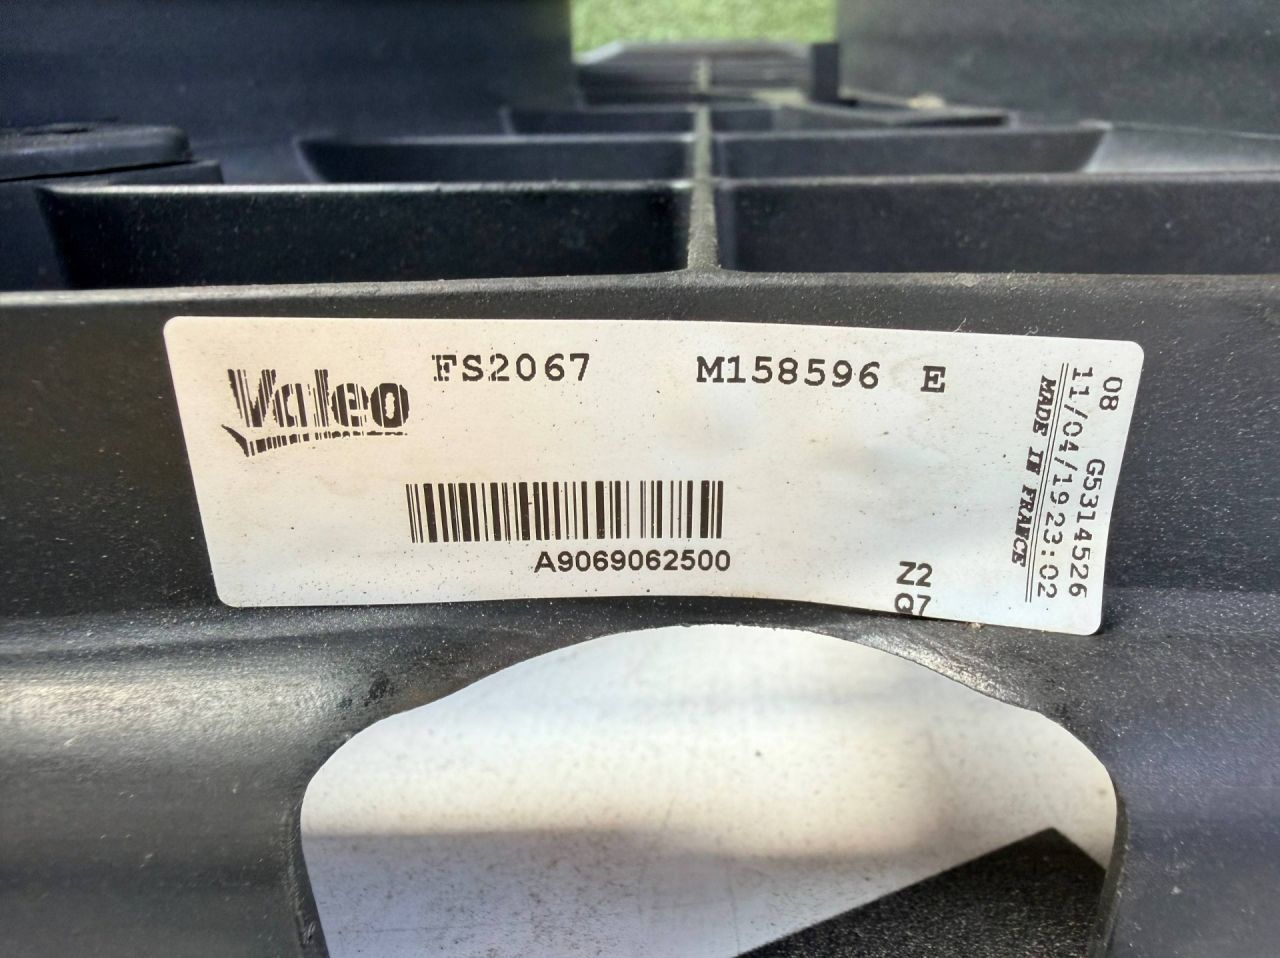 Valeo FS2067 M158596 E
A9069062500
Z2
Q7
08 G5314526
11/04/19 23:02
MADE IN FRANCE